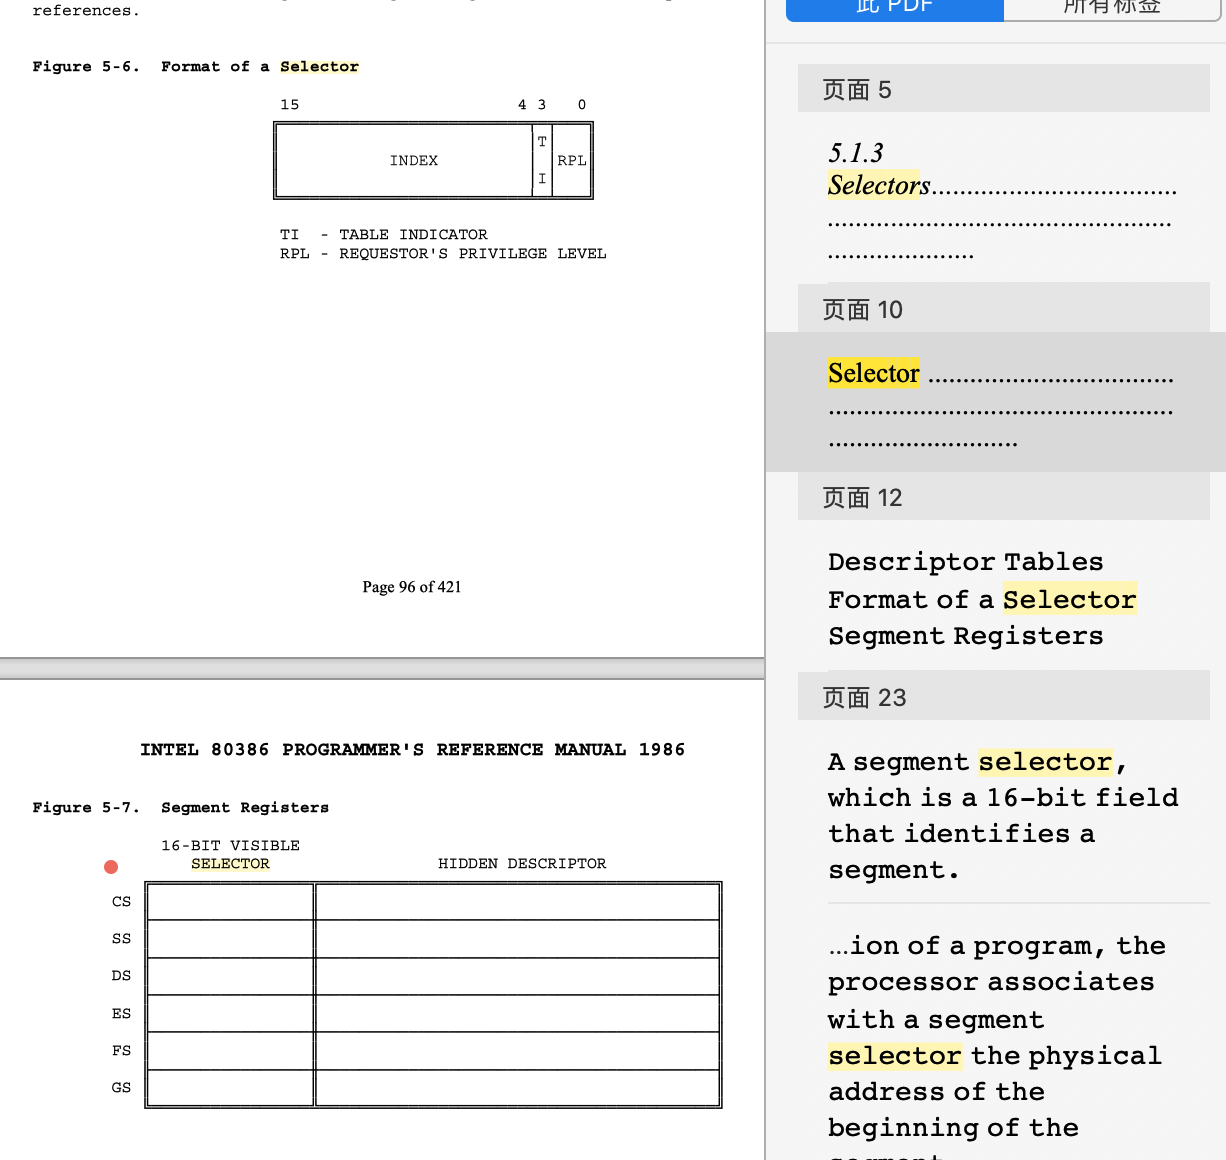 references.
Figure 5-6. Format of a Selector
15 4 3 0
T
INDEX RPL
I
TI - TABLE INDICATOR
RPL - REQUESTOR'S PRIVILEGE LEVEL
Page 96 of 421
INTEL 80386 PROGRAMMER'S REFERENCE MANUAL 1986
Figure 5-7. Segment Registers
16-BIT VISIBLE
SELECTOR HIDDEN DESCRIPTOR
CS
SS
DS
ES
FS
GS
此 PDF 所有标签
页面 5
5.1.3
Selectors...................................
.................................................
.....................
页面 10
Selector ...................................
.................................................
...........................
页面 12
Descriptor Tables
Format of a Selector
Segment Registers
页面 23
A segment selector,
which is a 16-bit field
that identifies a
segment.
...ion of a program, the
processor associates
with a segment
selector the physical
address of the
beginning of the